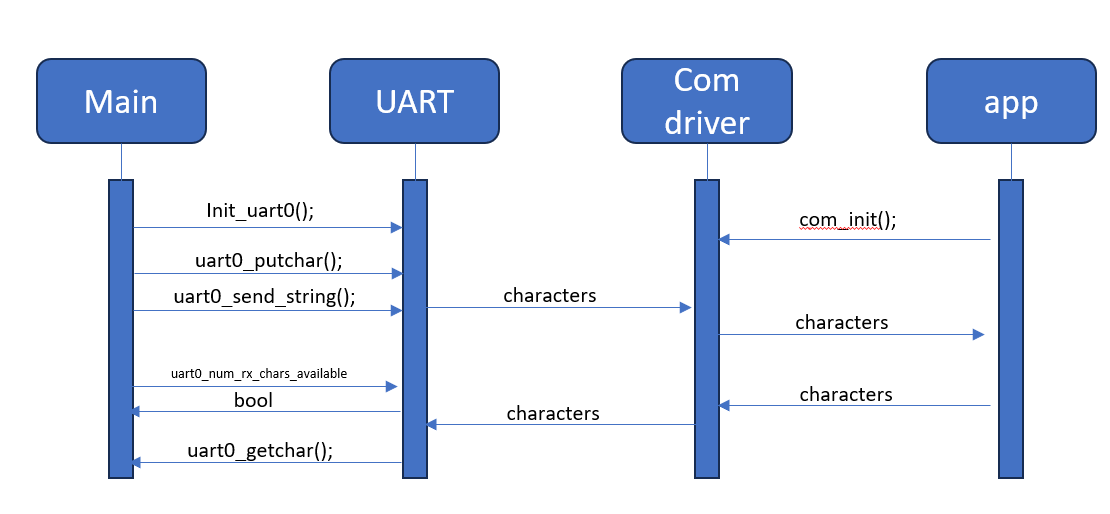 Main
UART
Com
driver
app
Init_uart0();
com_init();
uart0_putchar();
uart0_send_string();
characters
characters
uart0_num_rx_chars_available
bool
characters
characters
uart0_getchar();